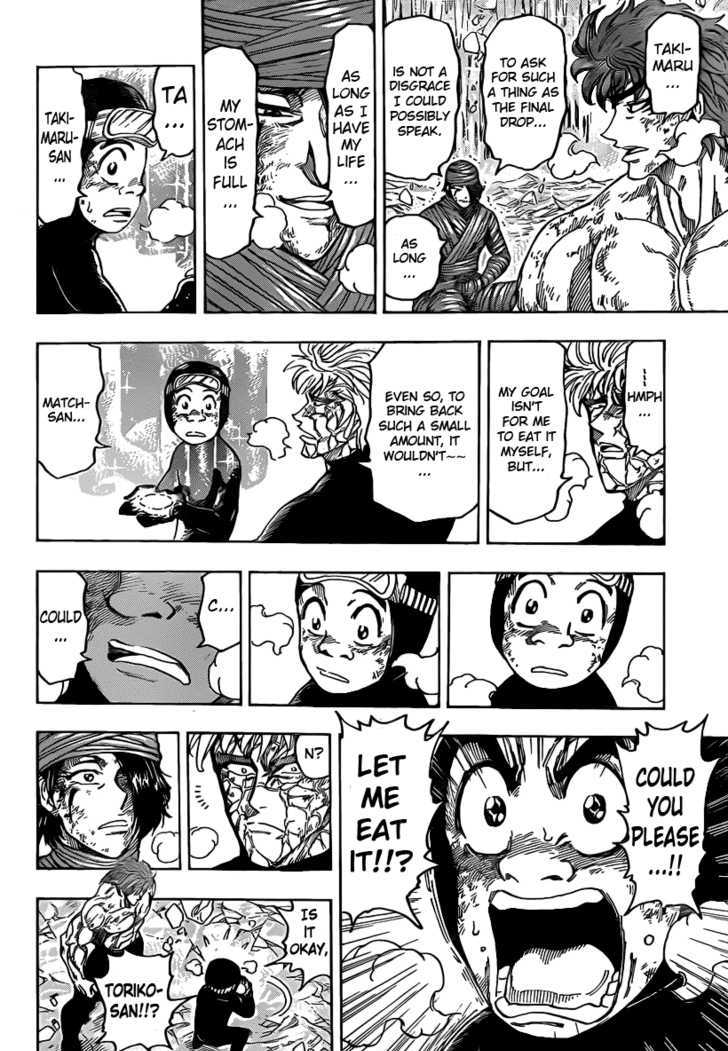 TAKI-
MARU
...
TO ASK
FOR SUCH
A THING AS
THE FINAL
DROP...
IS NOT A
DISGRACE
I COULD
POSSIBLY
SPEAK.
AS
LONG
...
AS
LONG
AS I
HAVE
MY
LIFE
...
MY
STOM-
ACH IS
FULL
...
TA
...
TAKI-
MARU-
SAN
...
HMPH
...
MY GOAL
ISN'T
FOR ME
TO EAT IT
MYSELF,
BUT...
EVEN SO, TO
BRING BACK
SUCH A SMALL
AMOUNT, IT
WOULDN'T~~
...
MATCH-
SAN...
C...
COULD
...
COULD
YOU
PLEASE
...!!
LET
ME
EAT
IT!!?
N?
IS
IT
OKAY,
TORIKO-
SAN!!?